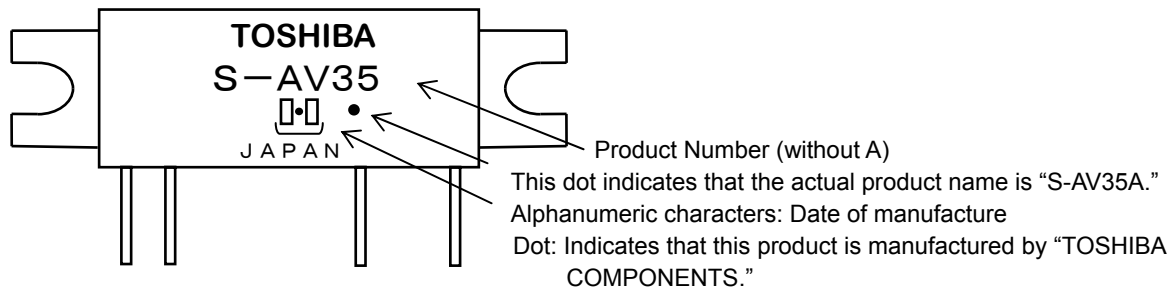 TOSHIBA
S-AV35
JAPAN
Product Number (without A)
This dot indicates that the actual product name is “S-AV35A.”
Alphanumeric characters: Date of manufacture
Dot: Indicates that this product is manufactured by “TOSHIBA
COMPONENTS.”